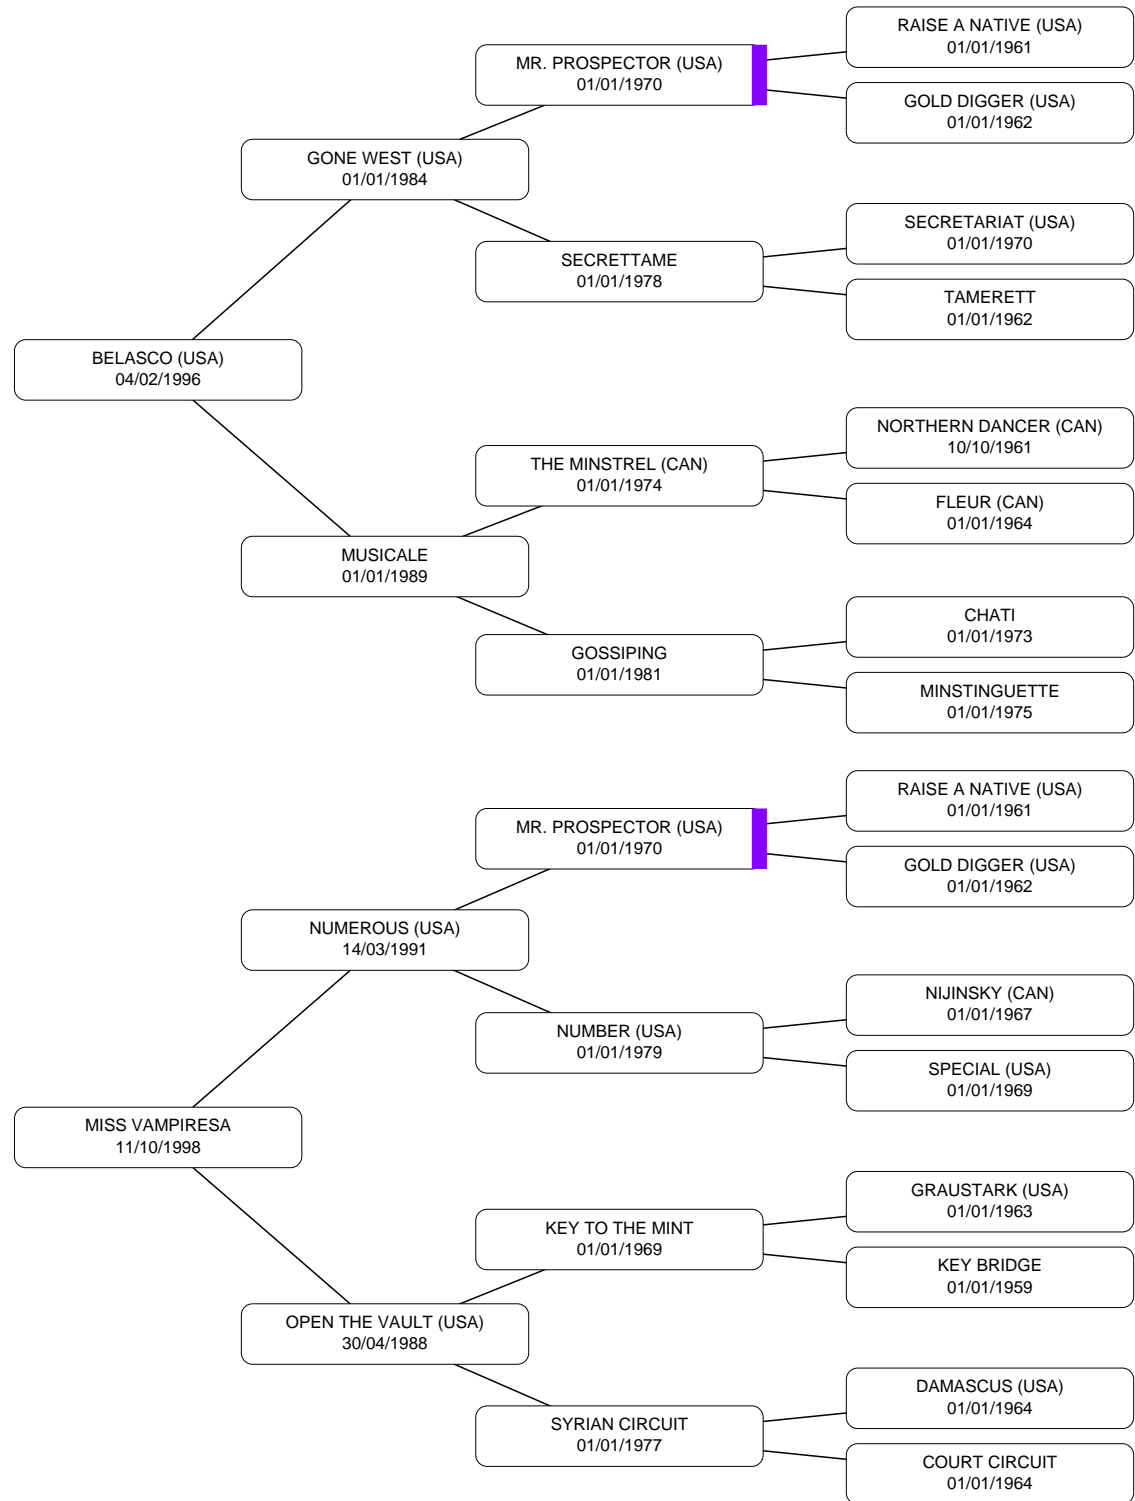 RAISE A NATIVE (USA)
01/01/1961
MR. PROSPECTOR (USA)
01/01/1970
GOLD DIGGER (USA)
01/01/1962
GONE WEST (USA)
01/01/1984
SECRETARIAT (USA)
01/01/1970
SECRETTAME
01/01/1978
TAMERETT
01/01/1962
BELASCO (USA)
04/02/1996
NORTHERN DANCER (CAN)
10/10/1961
THE MINSTREL (CAN)
01/01/1974
FLEUR (CAN)
01/01/1964
MUSICALE
01/01/1989
CHATI
01/01/1973
GOSSIPING
01/01/1981
MINSTINGUETTE
01/01/1975
RAISE A NATIVE (USA)
01/01/1961
MR. PROSPECTOR (USA)
01/01/1970
GOLD DIGGER (USA)
01/01/1962
NUMEROUS (USA)
14/03/1991
NIJINSKY (CAN)
01/01/1967
NUMBER (USA)
01/01/1979
SPECIAL (USA)
01/01/1969
MISS VAMPIRESA
11/10/1998
GRAUSTARK (USA)
01/01/1963
KEY TO THE MINT
01/01/1969
KEY BRIDGE
01/01/1959
OPEN THE VAULT (USA)
30/04/1988
DAMASCUS (USA)
01/01/1964
SYRIAN CIRCUIT
01/01/1977
COURT CIRCUIT
01/01/1964